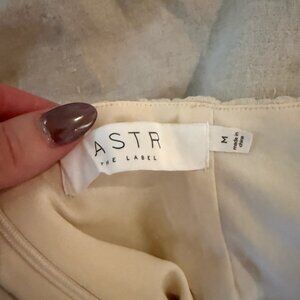 ASTR
THE LABEL
M
made in
china